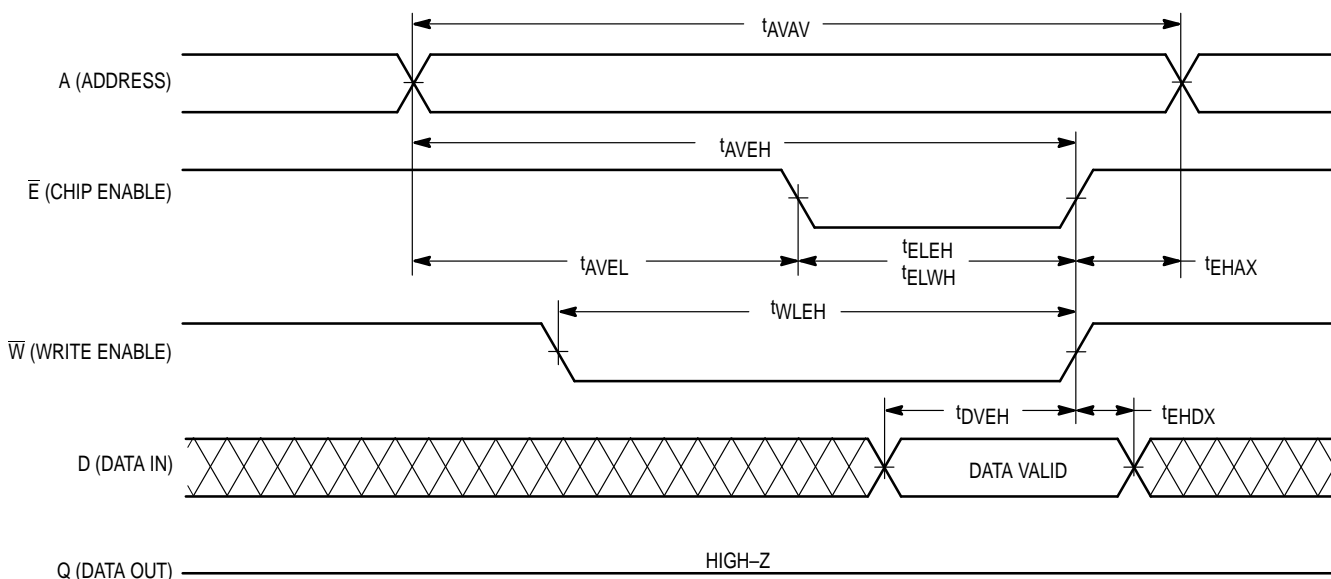 tAVAV
A (ADDRESS)
tAVEH
E̅ (CHIP ENABLE)
tAVEL
tELEH
tELWH
tEHAX
tWLEH
W̅ (WRITE ENABLE)
tDVEH
tEHDX
D (DATA IN)
DATA VALID
HIGH–Z
Q (DATA OUT)